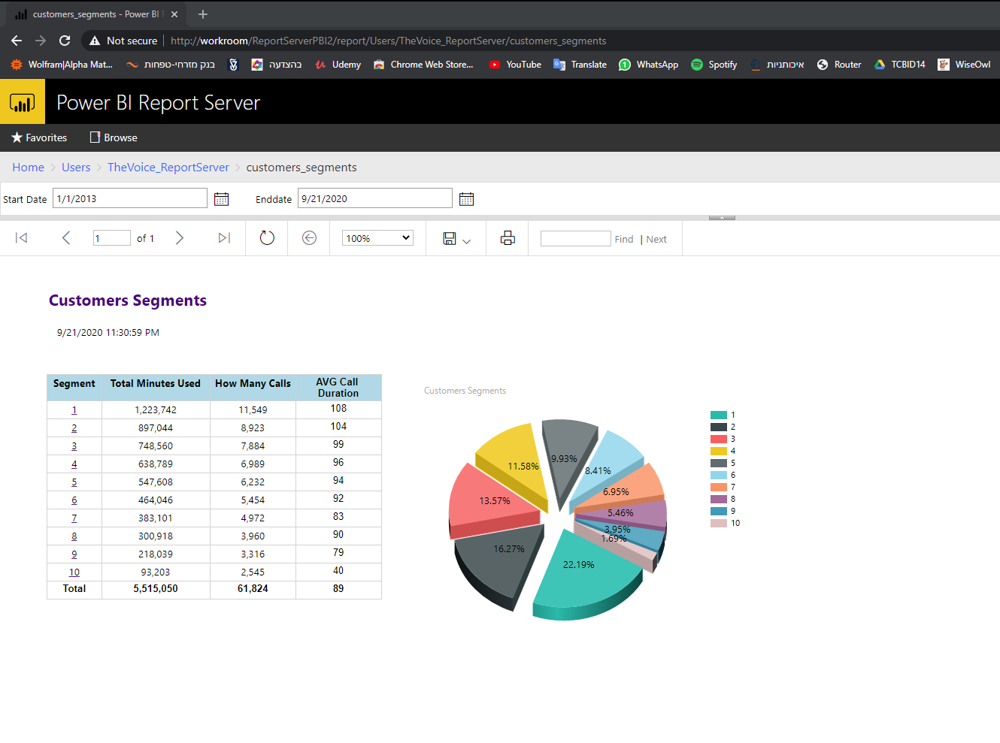 customers_segments - Power BI
Not secure | http://workroom/ReportServerPBI2/report/Users/TheVoice_ReportServer/customers_segments
Wolfram|Alpha Mat... בנק מזרחי-טפחות בהצדעה Udemy Chrome Web Store... YouTube Translate WhatsApp Spotify איכותניות Router TCBID14 WiseOwl
Power BI Report Server
Favorites Browse
Home > Users > TheVoice_ReportServer > customers_segments
Start Date 1/1/2013 Enddate 9/21/2020
1 of 1 100% Find | Next
Customers Segments
9/21/2020 11:30:59 PM
Segment Total Minutes Used How Many Calls AVG Call Duration
1 1,223,742 11,549 108
2 897,044 8,923 104
3 748,560 7,884 99
4 638,789 6,989 96
5 547,608 6,232 94
6 464,046 5,454 92
7 383,101 4,972 83
8 300,918 3,960 90
9 218,039 3,316 79
10 93,203 2,545 40
Total 5,515,050 61,824 89
Customers Segments
9.93%
11.58%
8.41%
6.95%
13.57%
5.46%
3.95%
1.69%
16.27%
22.19%
1
2
3
4
5
6
7
8
9
10